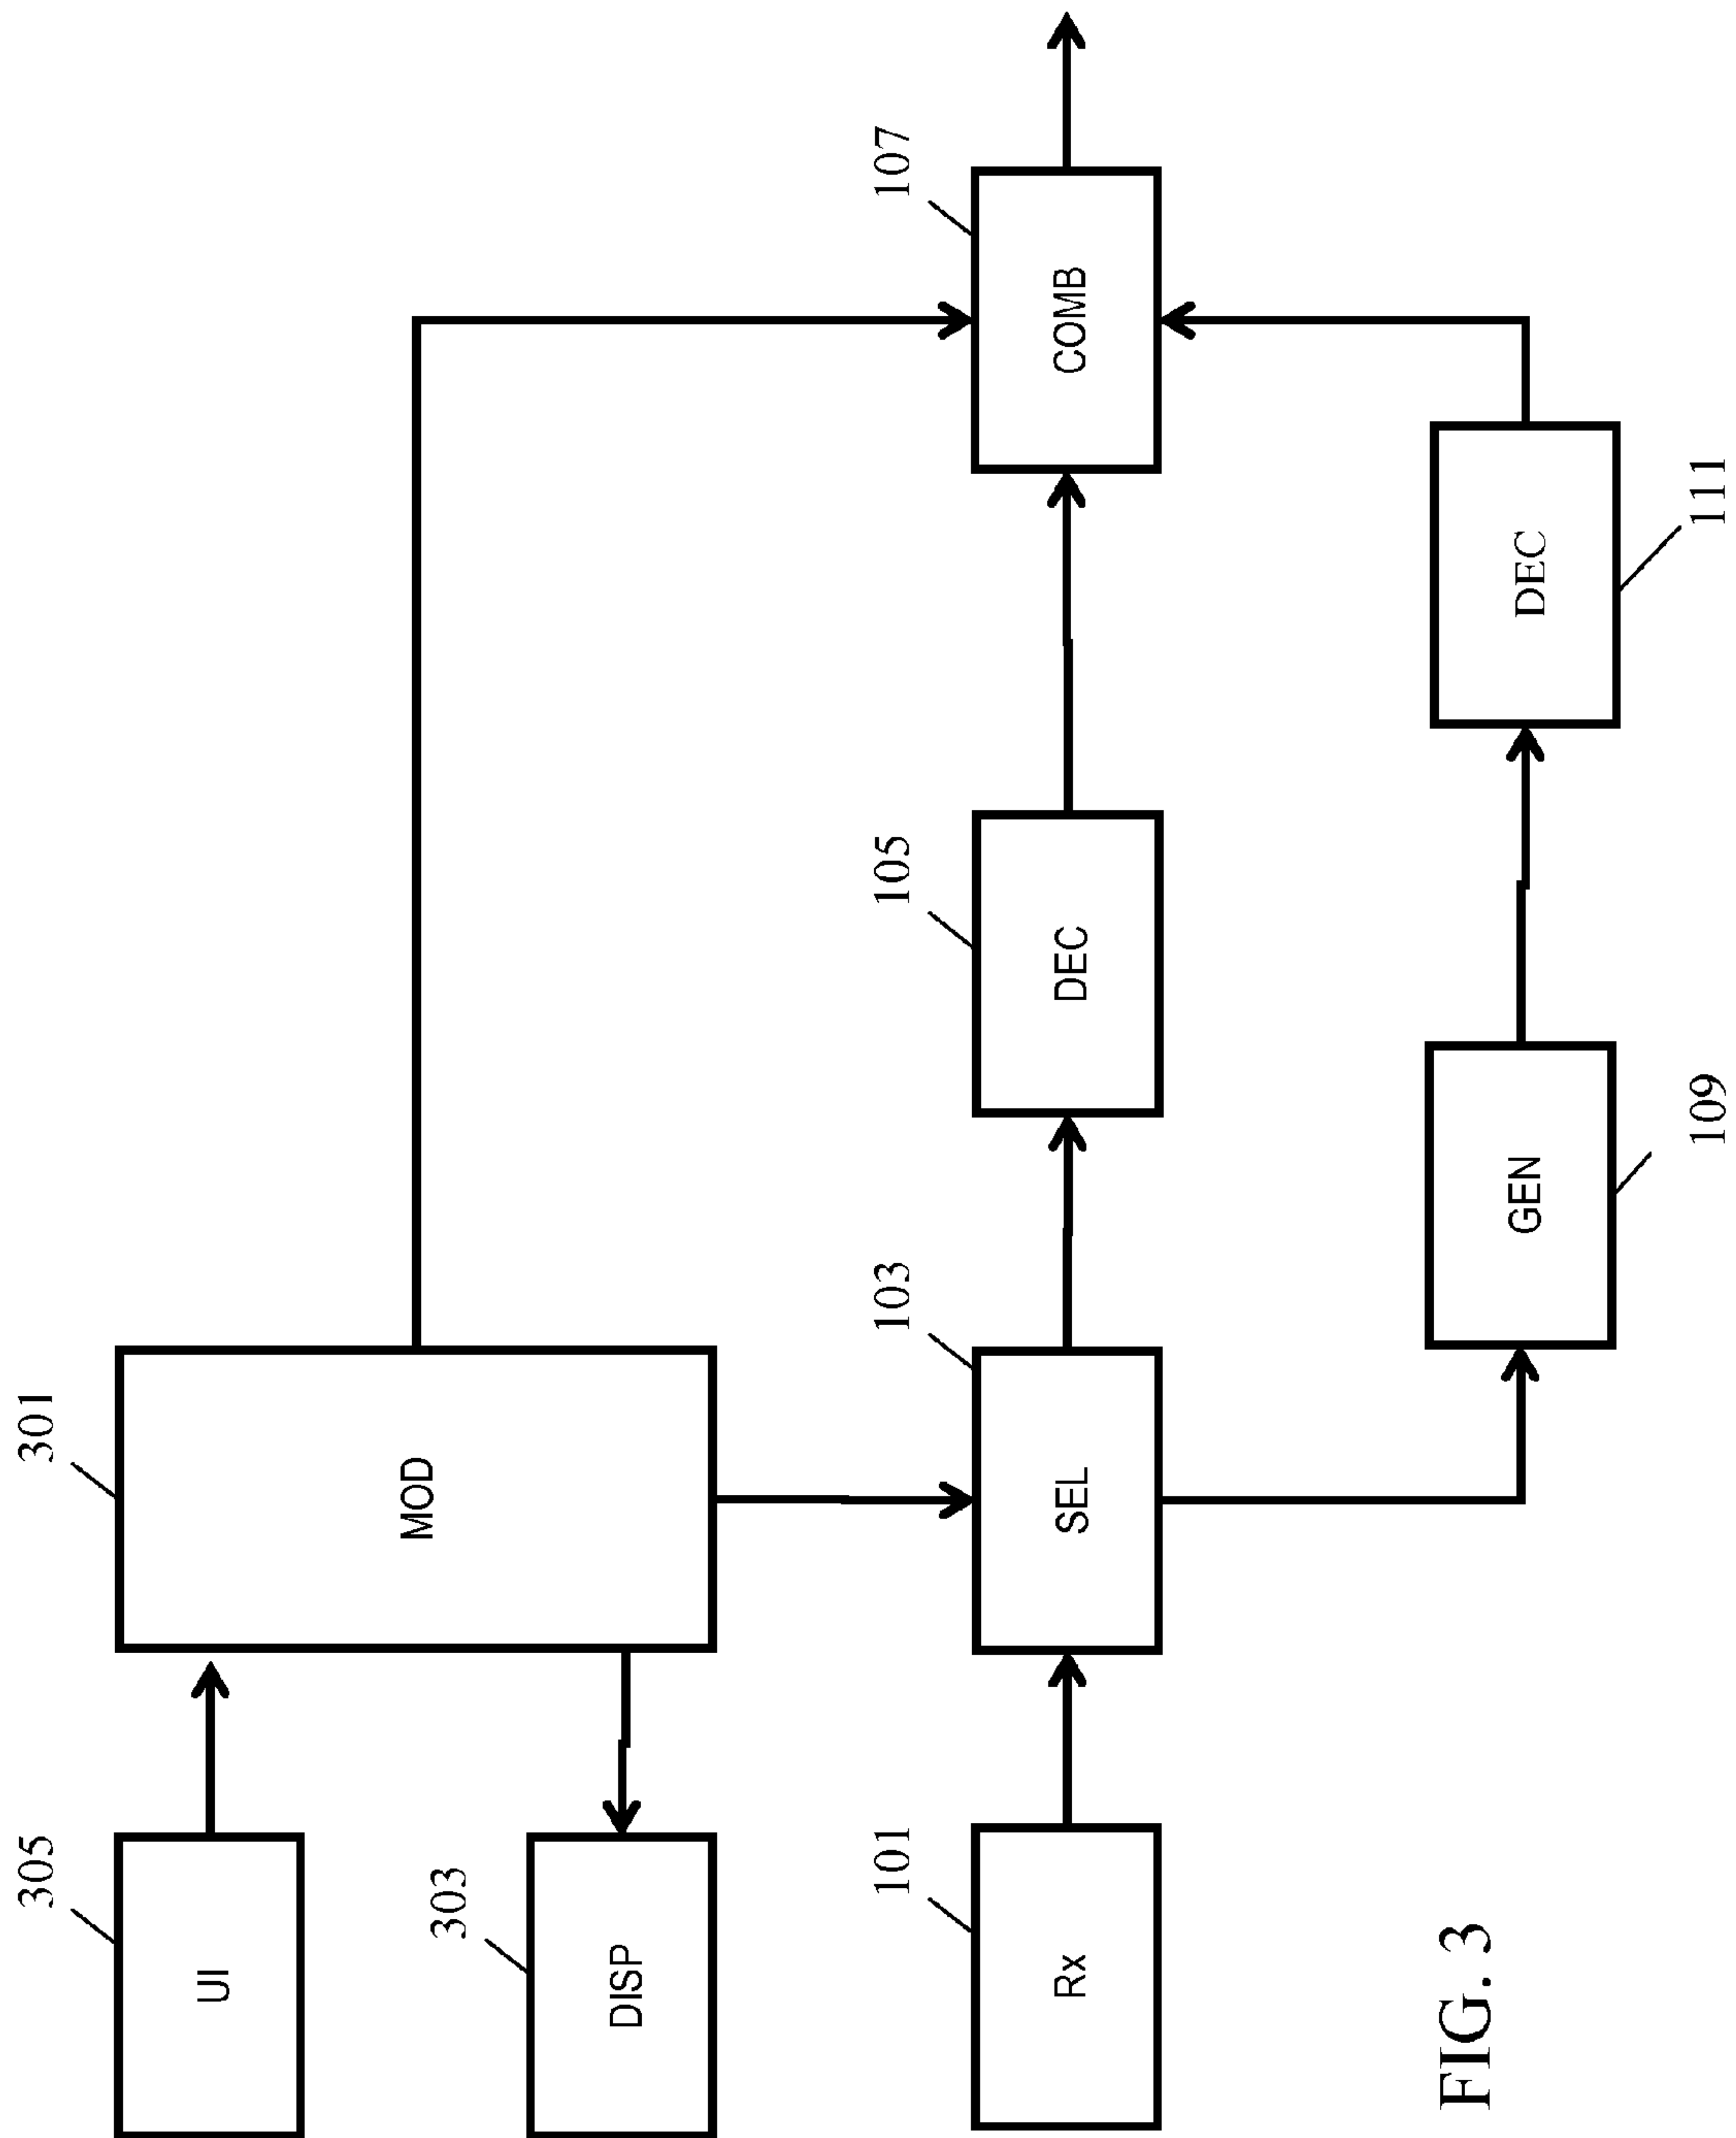 305
301
UI
MOD
303
DISP
101
103
105
107
Rx
SEL
DEC
COMB
GEN
DEC
109
111
FIG. 3